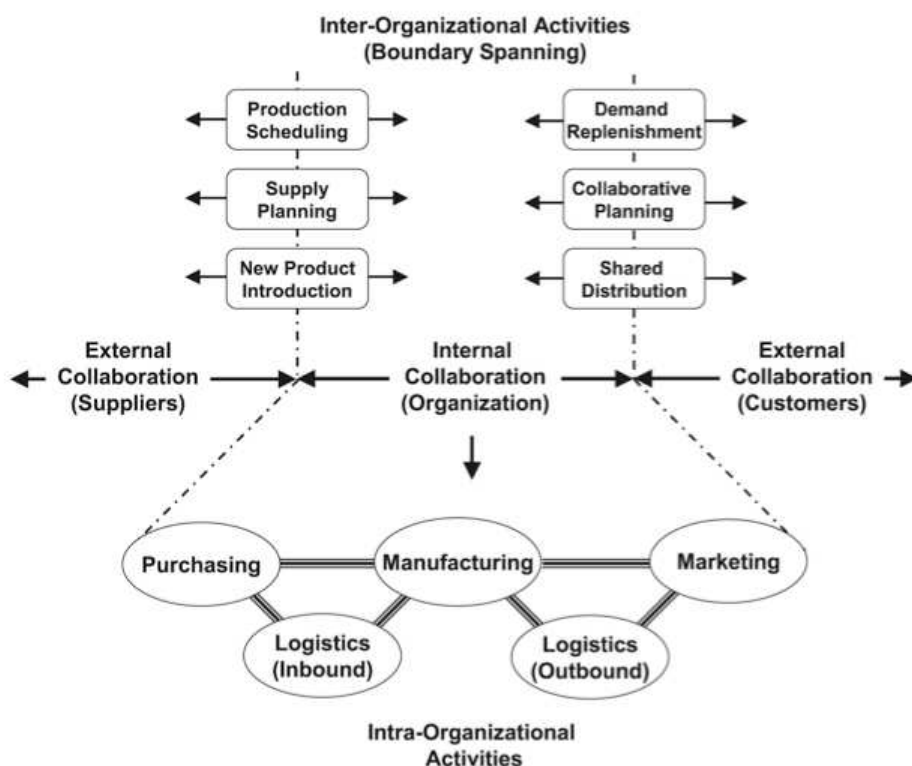 Inter-Organizational Activities
(Boundary Spanning)
Production
Scheduling
Demand
Replenishment
Supply
Planning
Collaborative
Planning
New Product
Introduction
Shared
Distribution
External
Collaboration
(Suppliers)
Internal
Collaboration
(Organization)
External
Collaboration
(Customers)
Purchasing
Manufacturing
Marketing
Logistics
(Inbound)
Logistics
(Outbound)
Intra-Organizational
Activities